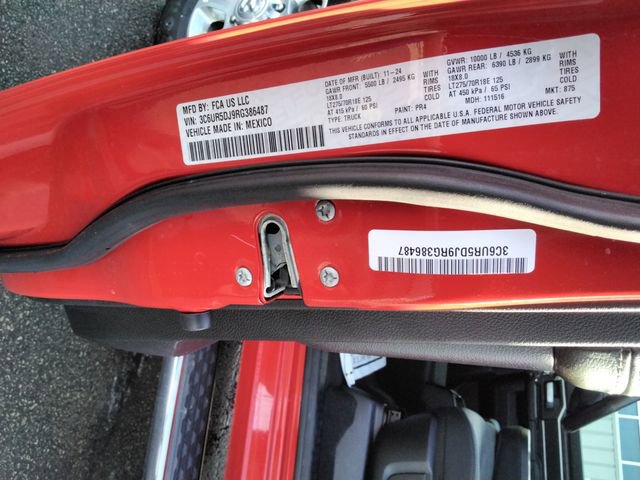 MFD BY: FCA US LLC
DATE OF MFR (BUILT): 11-24
GVWR: 10000 LB / 4536 KG
GAWR FRONT: 5500 LB / 2495 KG WITH
GAWR REAR: 6390 LB / 2899 KG WITH
18X8.0 RIMS
18X8.0 RIMS
LT275/70R18E 125 TIRES
LT275/70R18E 125 TIRES
AT 415 kPa / 60 PSI COLD
AT 450 kPa / 65 PSI COLD
THIS VEHICLE CONFORMS TO ALL APPLICABLE U.S.A. FEDERAL MOTOR VEHICLE SAFETY
STANDARDS IN EFFECT ON THE DATE OF MANUFACTURE SHOWN ABOVE.
VIN: 3C6UR5DJ9RG386487
TYPE: TRUCK
PAINT: PR4
MDH: 111516
MKT: 875
VEHICLE MADE IN: MEXICO
3C6UR5DJ9RG386487